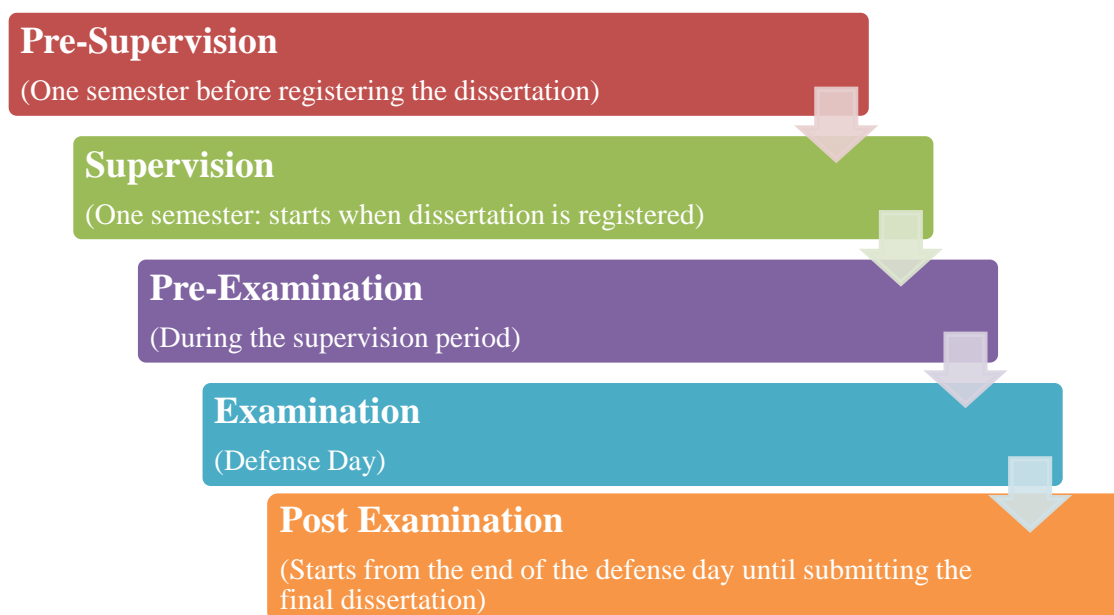 Pre-Supervision
(One semester before registering the dissertation)
Supervision
(One semester: starts when dissertation is registered)
Pre-Examination
(During the supervision period)
Examination
(Defense Day)
Post Examination
(Starts from the end of the defense day until submitting the
final dissertation)